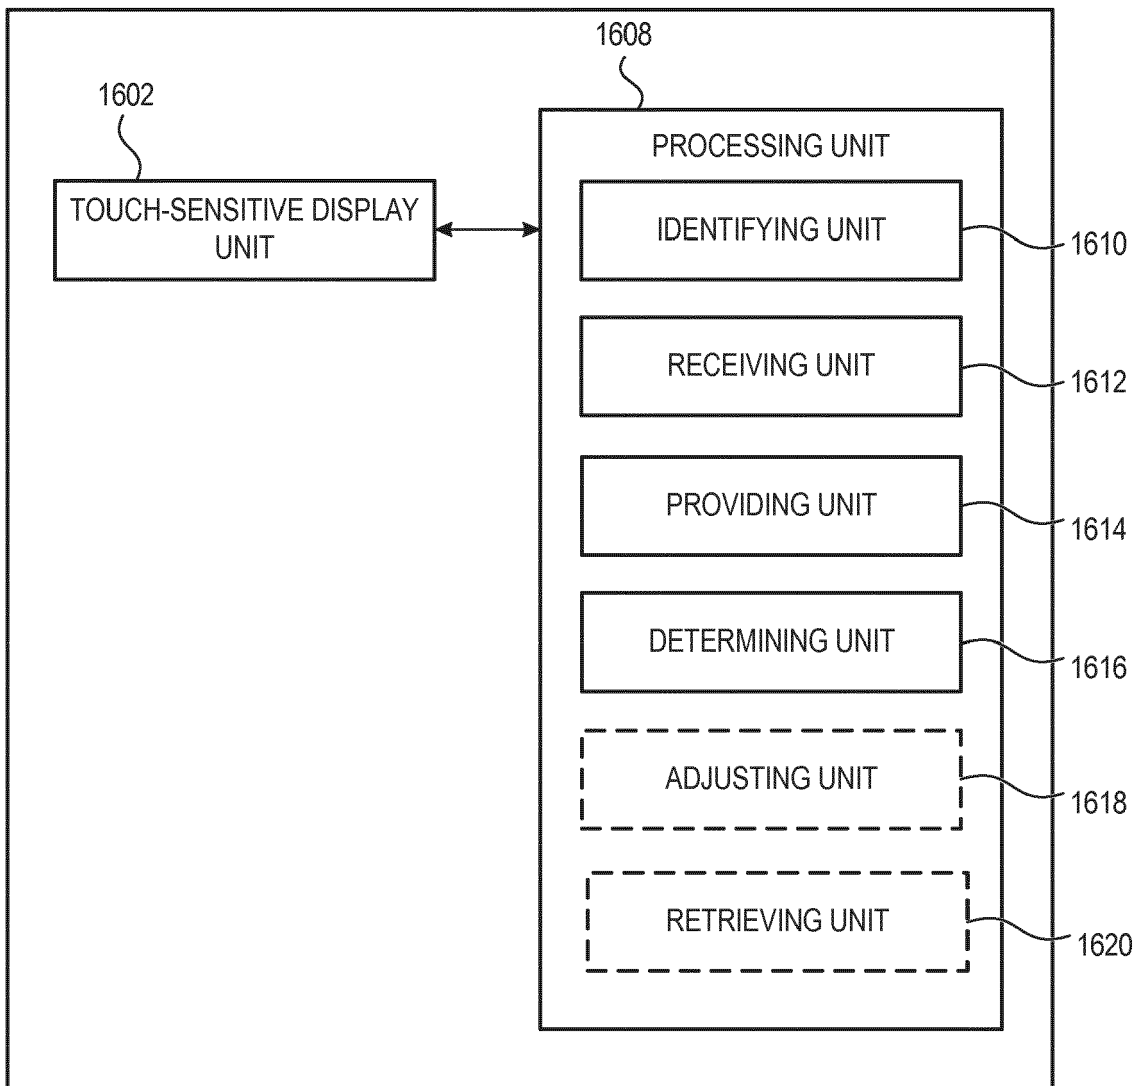 1608
1602
PROCESSING UNIT
TOUCH-SENSITIVE DISPLAY
UNIT
IDENTIFYING UNIT
1610
RECEIVING UNIT
1612
PROVIDING UNIT
1614
DETERMINING UNIT
1616
ADJUSTING UNIT
1618
RETRIEVING UNIT
1620